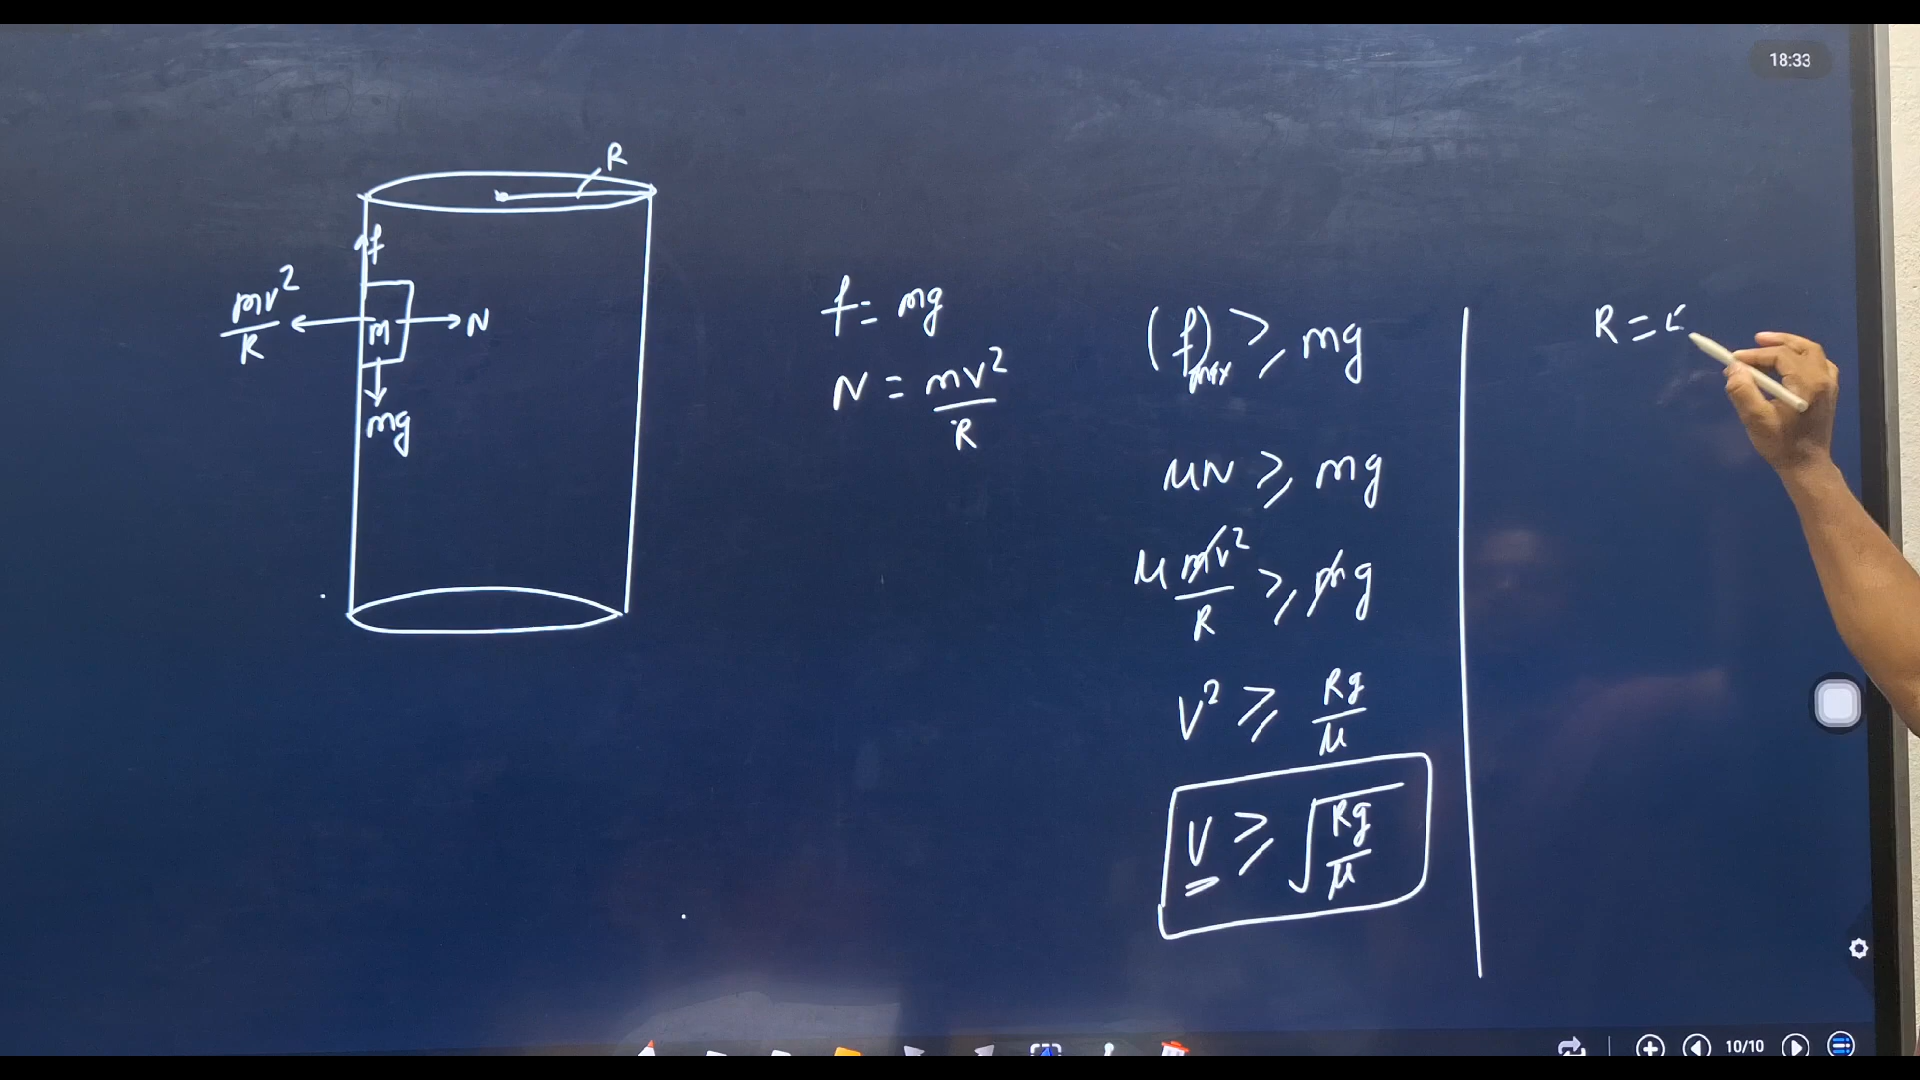 18:33
R
f
mv²/R
m
N
mg
f = mg
N = mv²/R
(f)max ≥ mg
μN ≥ mg
μ mv²/R ≥ mg
V² ≥ Rg/μ
V ≥ √(Rg/μ)
R =
10/10